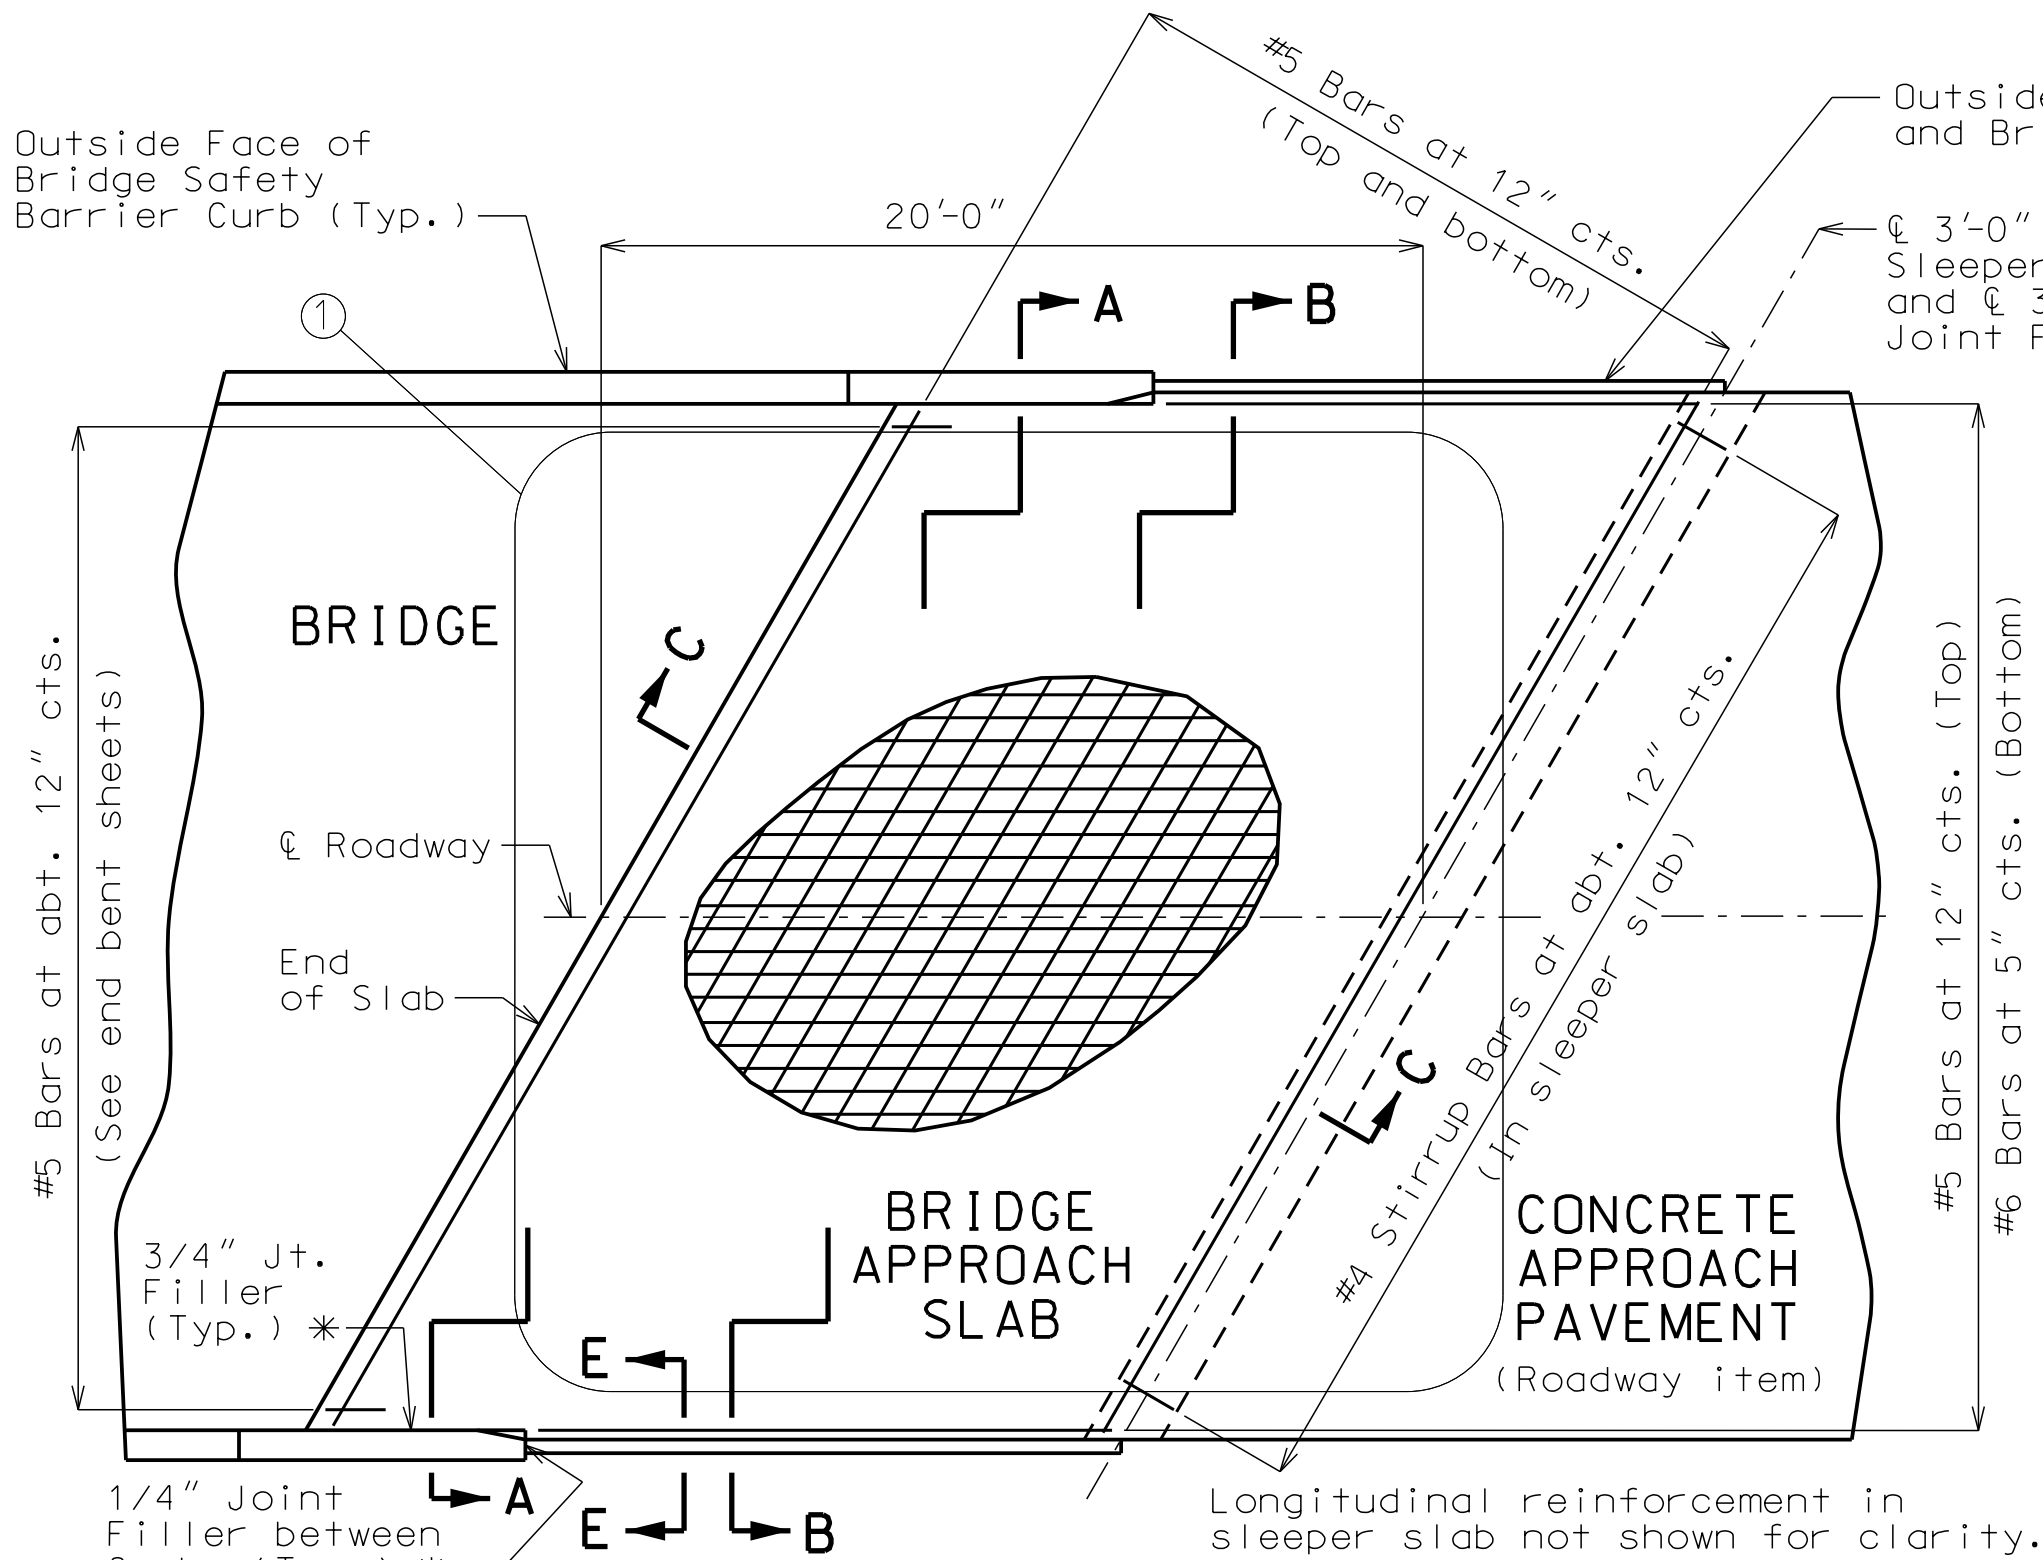 #5 Bars at 12" cts.
(Top and bottom)
Outside
and Br
Outside Face of
Bridge Safety
Barrier Curb (Typ.)
20'-0"
℄ 3'-0"
Sleeper
and ℄ 3
Joint F
A
B
1
BRIDGE
C
#5 Bars at abt. 12" cts.
(See end bent sheets)
℄ Roadway
End
of Slab
#4 Stirrup Bars at abt. 12" cts.
(In sleeper slab)
#5 Bars at 12" cts. (Top)
#6 Bars at 5" cts. (Bottom)
C
BRIDGE
APPROACH
SLAB
CONCRETE
APPROACH
PAVEMENT
(Roadway item)
3/4" Jt.
Filler
(Typ.) *
E
A
E
B
1/4" Joint
Filler between
Longitudinal reinforcement in
sleeper slab not shown for clarity.